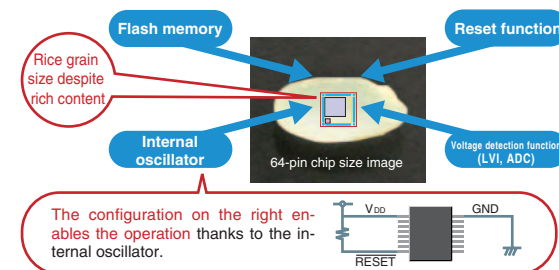 Flash memory
Reset function
Rice grain
size despite
rich content
Internal
oscillator
64-pin chip size image
Voltage detection function
(LVI, ADC)
The configuration on the right en-
ables the operation thanks to the in-
ternal oscillator.
VDD
GND
RESET